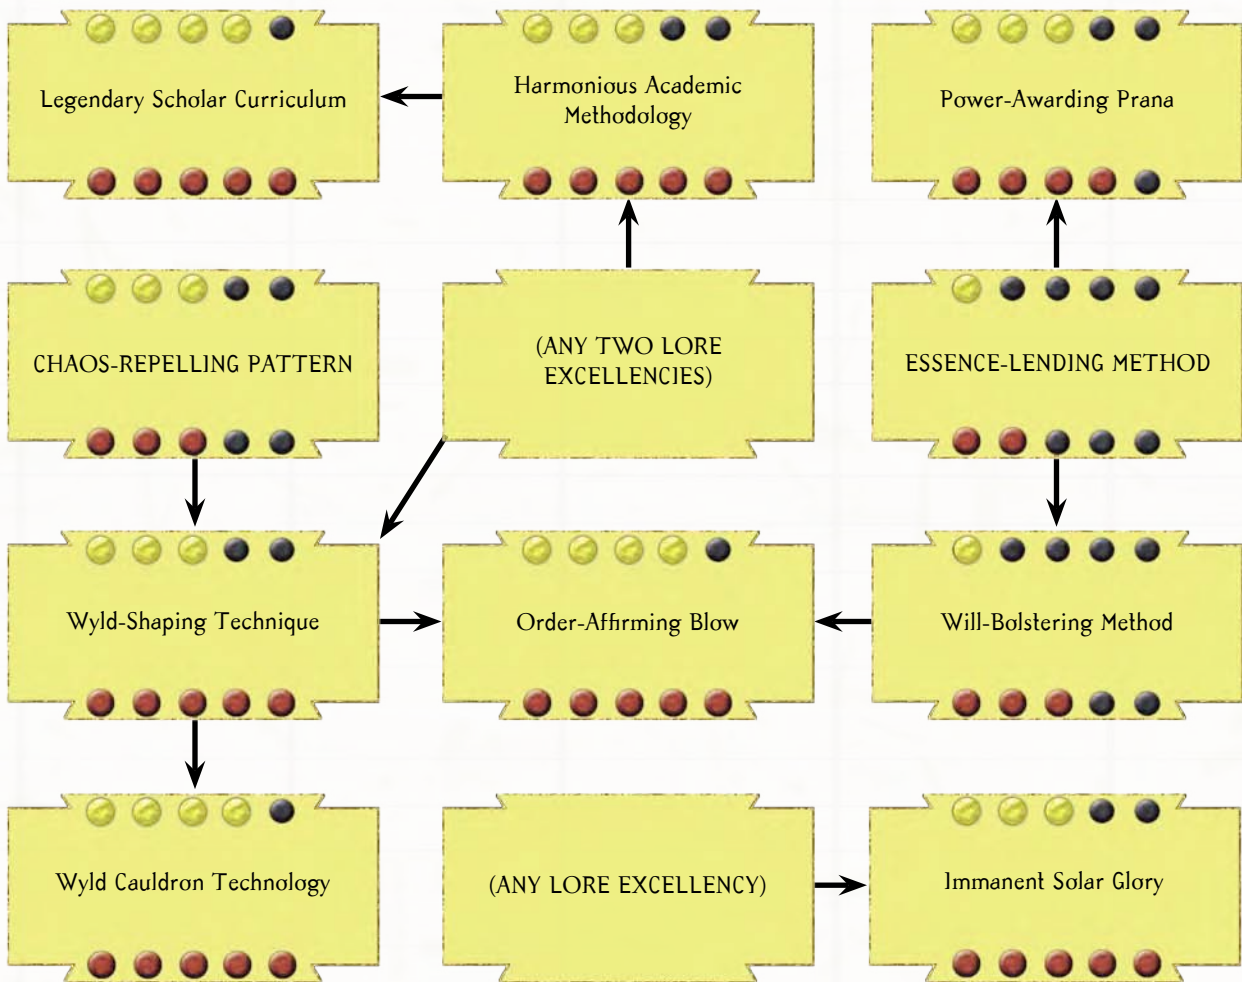 Legendary Scholar Curriculum
Harmonious Academic
Methodology
Power-Awarding Prana
CHAOS-REPELLING PATTERN
(ANY TWO LORE
EXCELLENCIES)
ESSENCE-LENDING METHOD
Wyld-Shaping Technique
Order-Affirming Blow
Will-Bolstering Method
Wyld Cauldron Technology
(ANY LORE EXCELLENCY)
Immanent Solar Glory